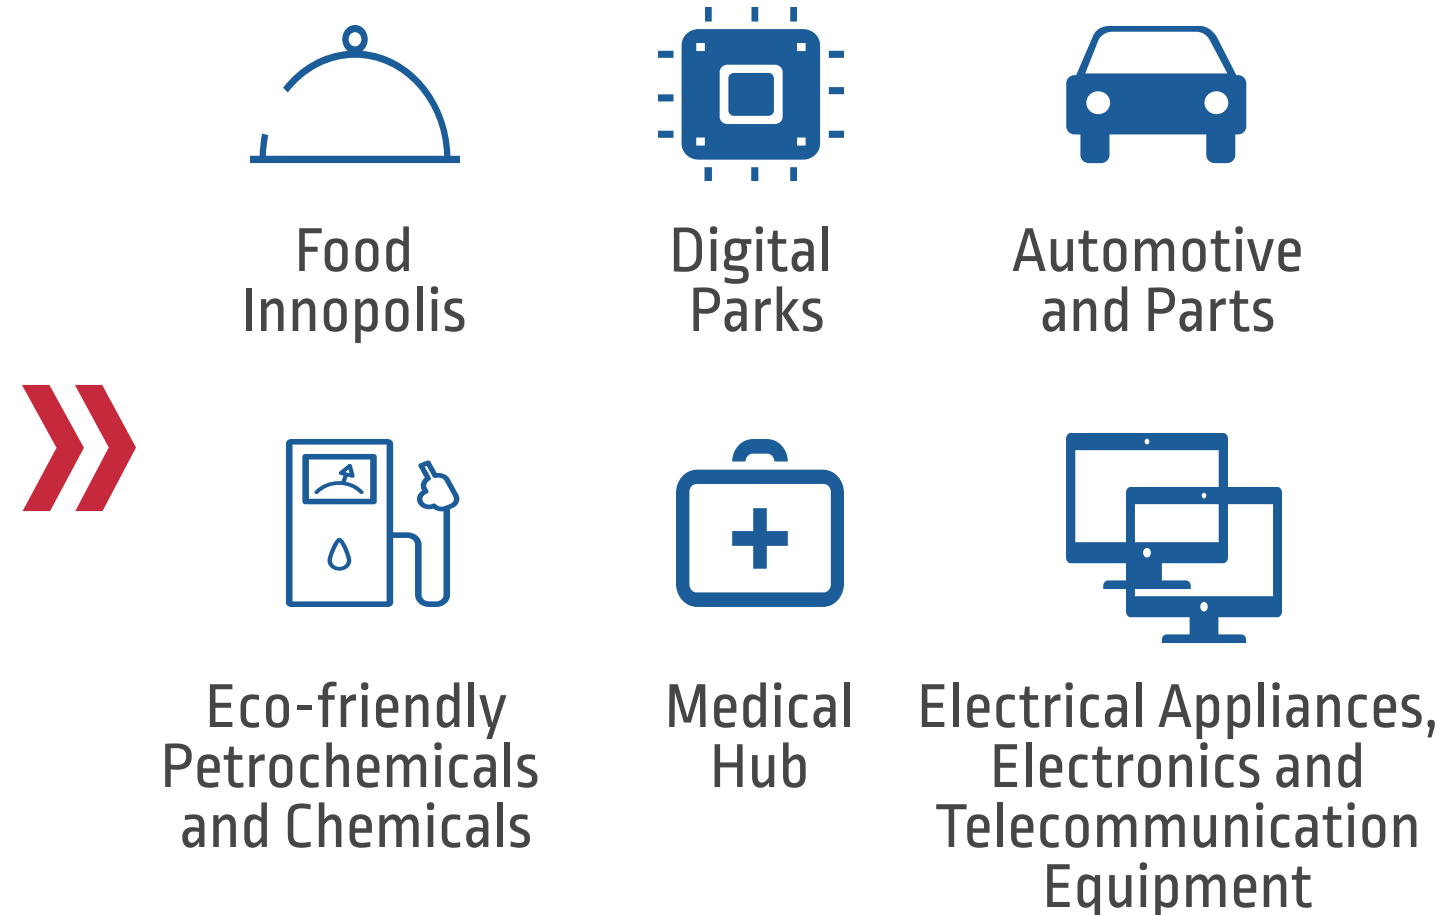 Food
Innopolis
Digital
Parks
Automotive
and Parts
Eco-friendly
Petrochemicals
and Chemicals
Medical
Hub
Electrical Appliances,
Electronics and
Telecommunication
Equipment